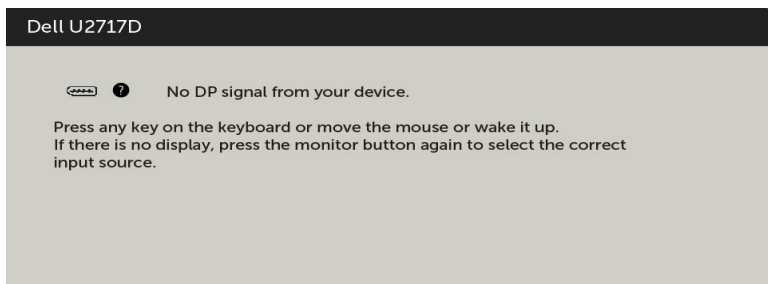 Dell U2717D
? No DP signal from your device.
Press any key on the keyboard or move the mouse or wake it up.
If there is no display, press the monitor button again to select the correct
input source.